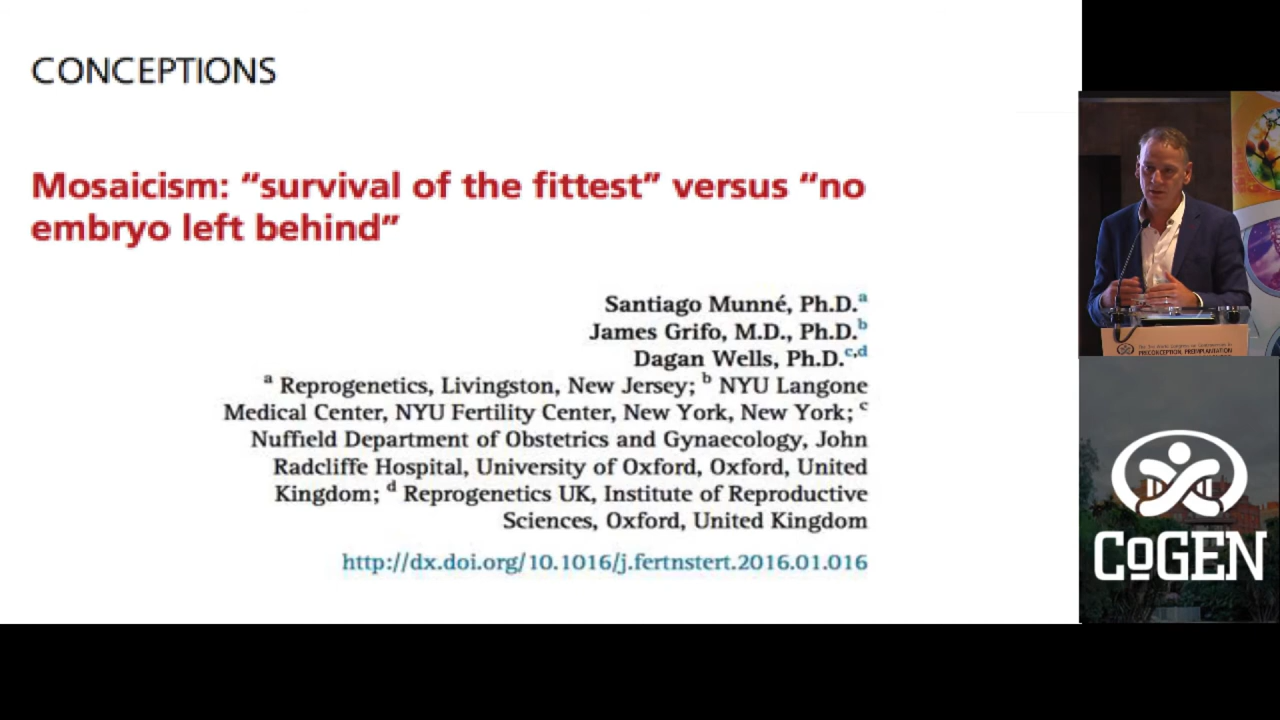 CONCEPTIONS
Mosaicism: “survival of the fittest” versus “no
embryo left behind”
Santiago Munné, Ph.D.ᵃ
James Grifo, M.D., Ph.D.ᵇ
Dagan Wells, Ph.D.ᶜ,ᵈ
ᵃ Reprogenetics, Livingston, New Jersey; ᵇ NYU Langone
Medical Center, NYU Fertility Center, New York, New York; ᶜ
Nuffield Department of Obstetrics and Gynaecology, John
Radcliffe Hospital, University of Oxford, Oxford, United
Kingdom; ᵈ Reprogenetics UK, Institute of Reproductive
Sciences, Oxford, United Kingdom
http://dx.doi.org/10.1016/j.fertnstert.2016.01.016
PRECONCEPTION, PREIMPLANTATION
CoGEN